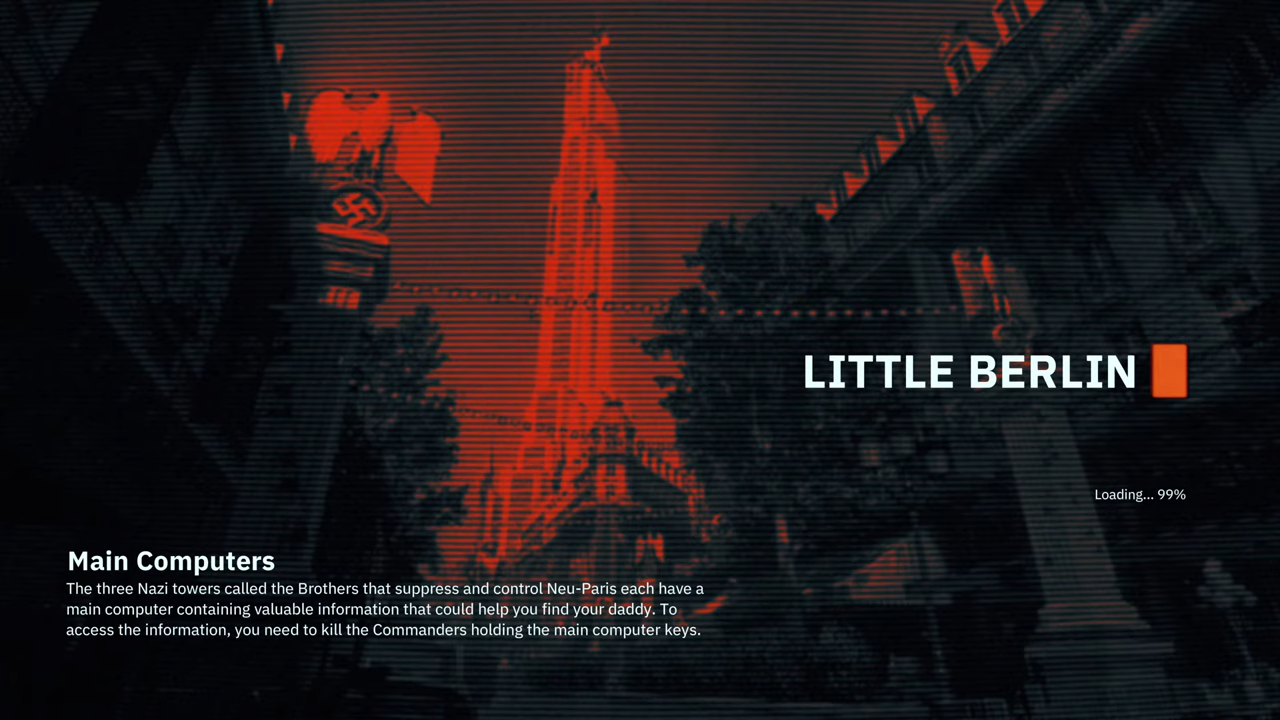 LITTLE BERLIN
Loading... 99%
Main Computers
The three Nazi towers called the Brothers that suppress and control Neu-Paris each have a
main computer containing valuable information that could help you find your daddy. To
access the information, you need to kill the Commanders holding the main computer keys.